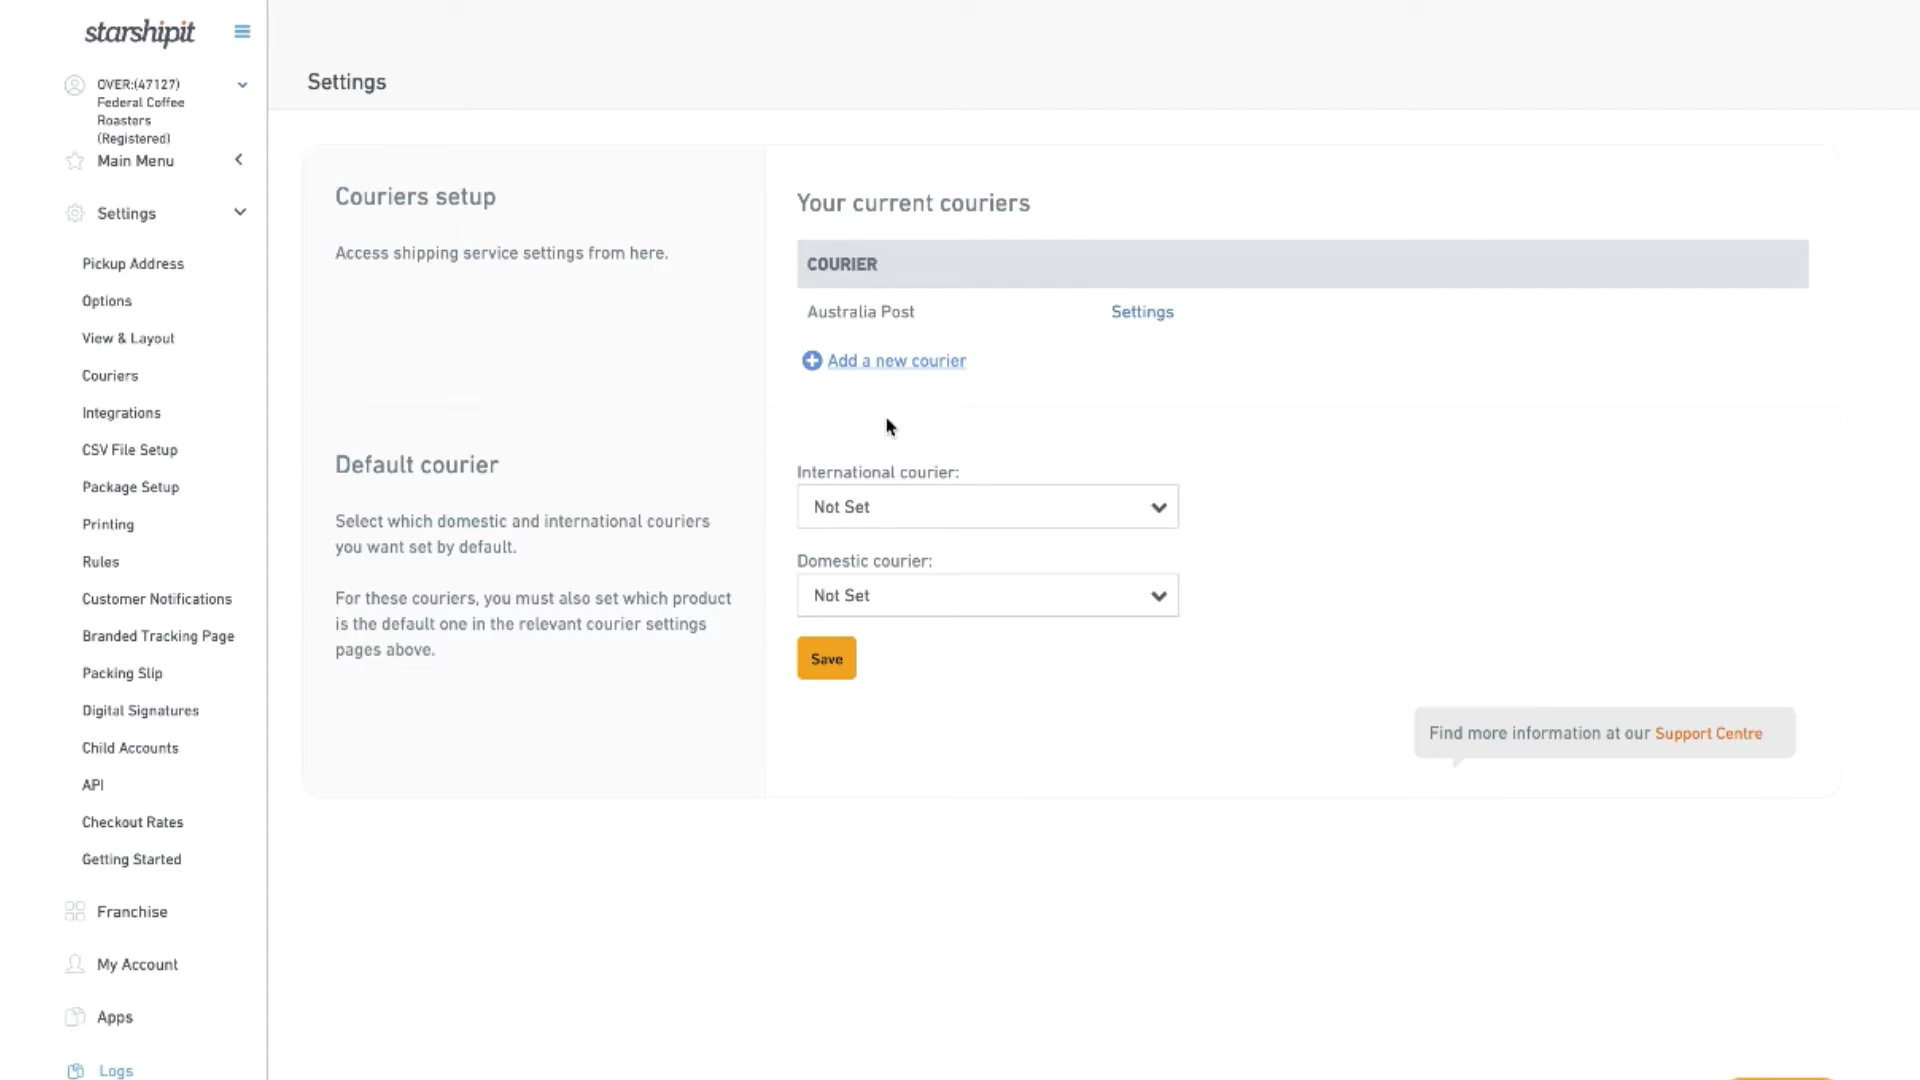 starshipit
OVER:(47127)
Federal Coffee
Roasters
(Registered)
Main Menu
Settings
Pickup Address
Options
View & Layout
Couriers
Integrations
CSV File Setup
Package Setup
Printing
Rules
Customer Notifications
Branded Tracking Page
Packing Slip
Digital Signatures
Child Accounts
API
Checkout Rates
Getting Started
Franchise
My Account
Apps
Logs
Settings
Couriers setup
Access shipping service settings from here.
Your current couriers
COURIER
Australia Post Settings
Add a new courier
Default courier
Select which domestic and international couriers
you want set by default.
For these couriers, you must also set which product
is the default one in the relevant courier settings
pages above.
International courier:
Not Set
Domestic courier:
Not Set
Save
Find more information at our Support Centre